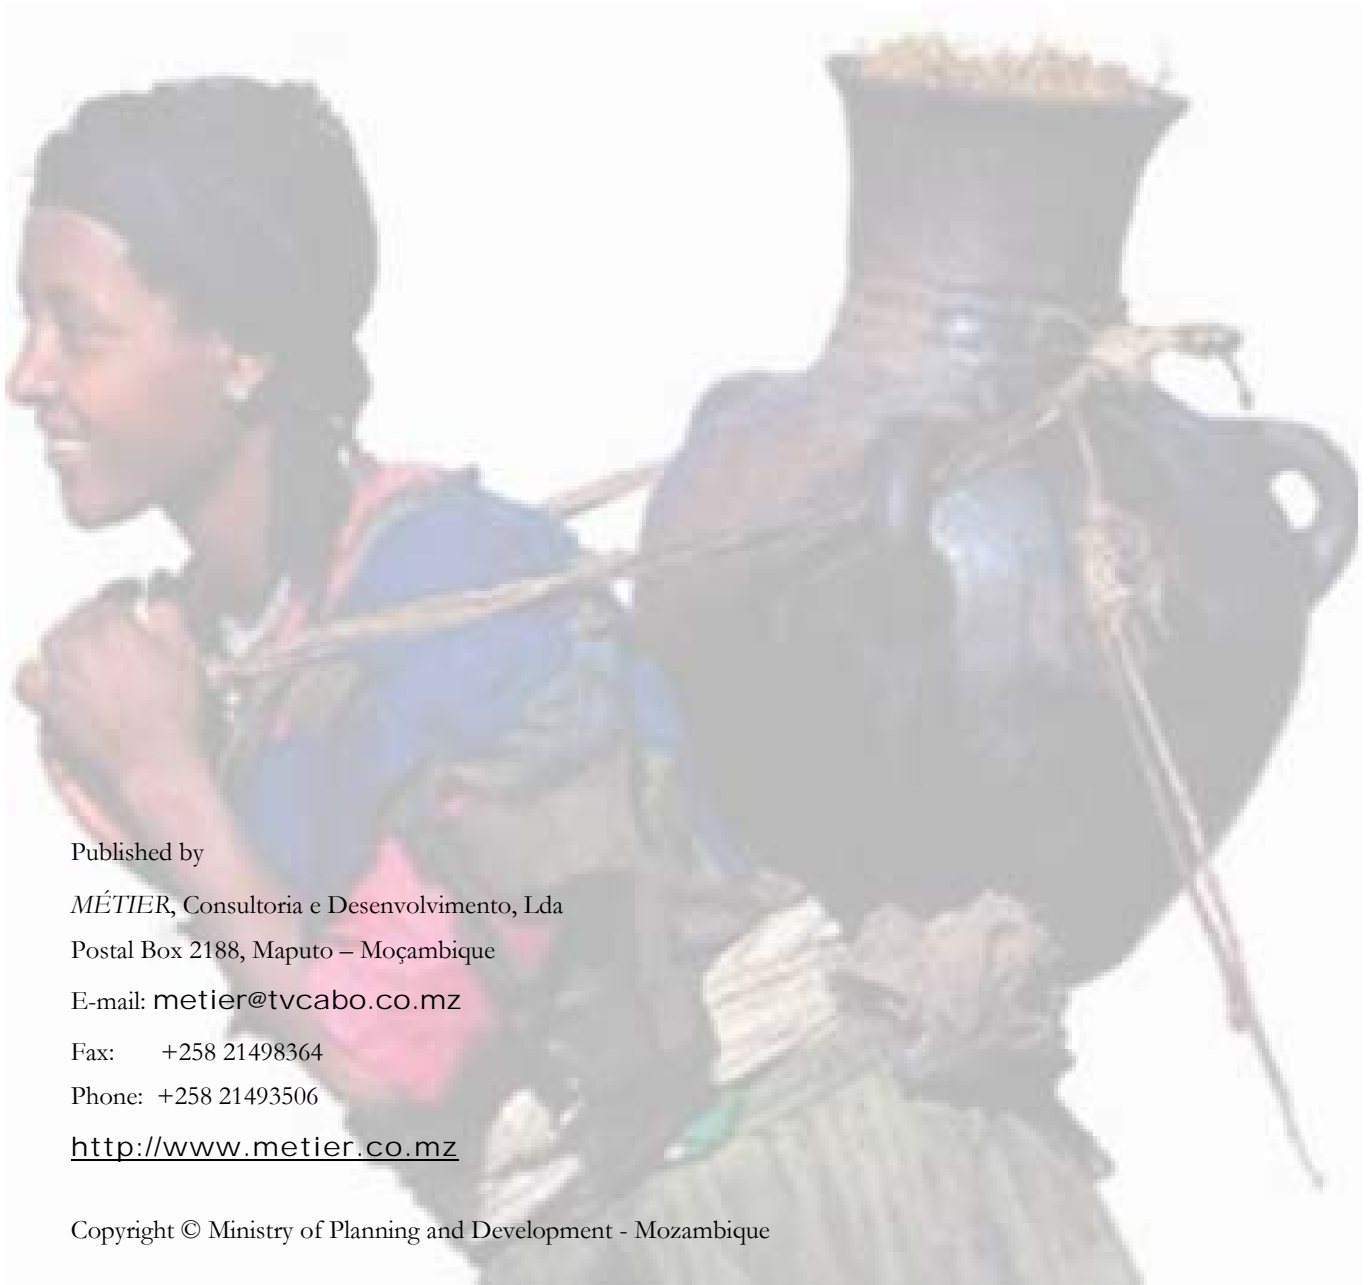 Published by
MÉTIER, Consultoria e Desenvolvimento, Lda
Postal Box 2188, Maputo – Moçambique
E-mail: metier@tvcabo.co.mz
Fax: +258 21498364
Phone: +258 21493506
http://www.metier.co.mz
Copyright © Ministry of Planning and Development - Mozambique